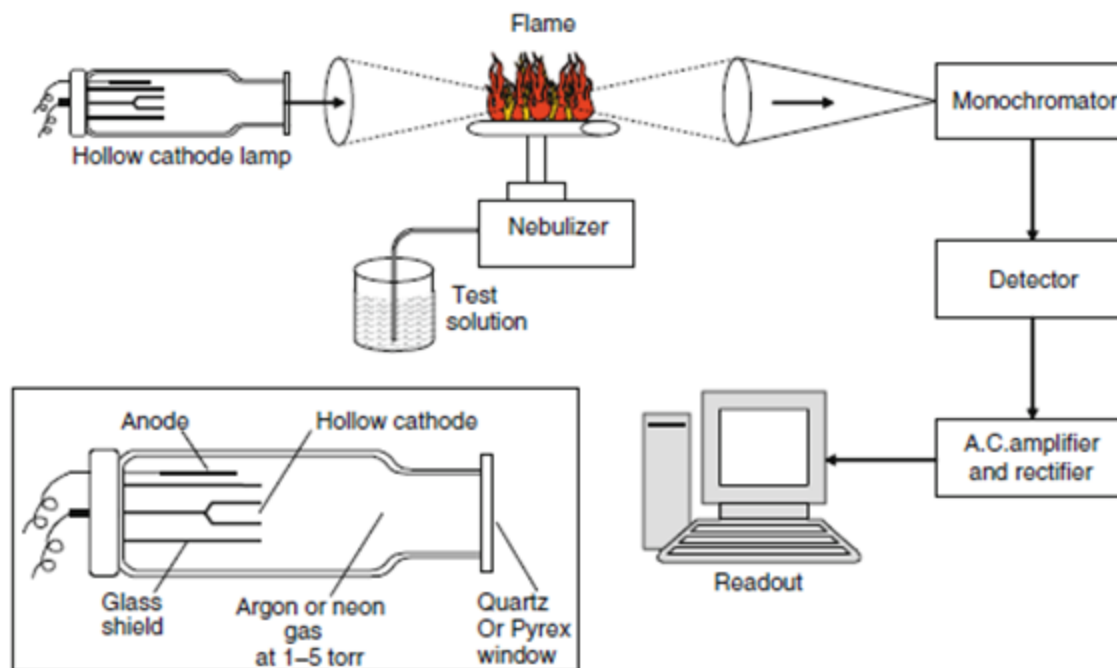 Flame
Hollow cathode lamp
Monochromator
Nebulizer
Test
solution
Detector
A.C.amplifier
and rectifier
Readout
Anode
Hollow cathode
Glass
shield
Argon or neon
gas
at 1–5 torr
Quartz
Or Pyrex
window